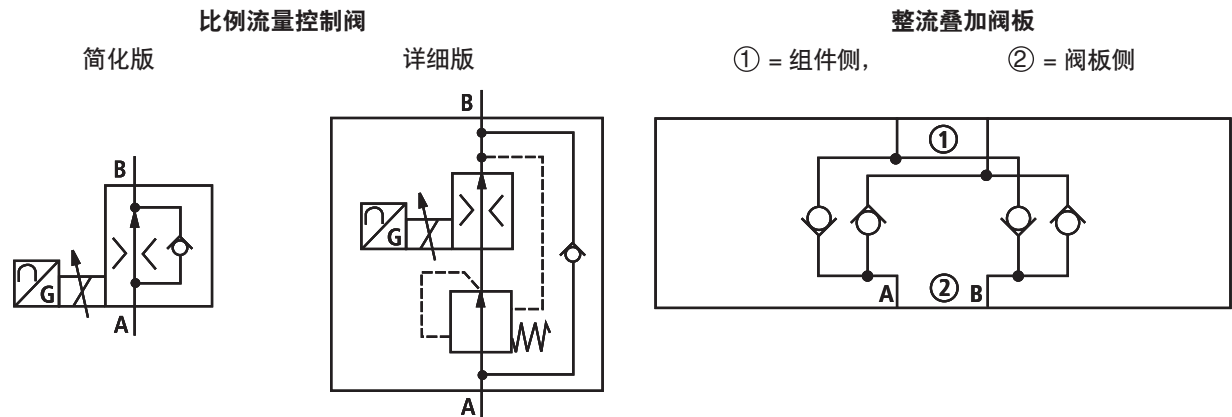 比例流量控制阀
简化版
详细版
B
G
A
B
G
A
整流叠加阀板
① = 组件侧,
② = 阀板侧
①
A ② B